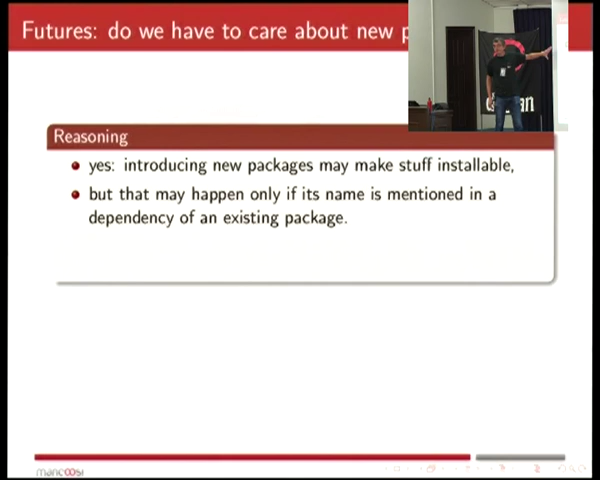 Futures: do we have to care about new p
Reasoning
yes: introducing new packages may make stuff installable,
but that may happen only if its name is mentioned in a
dependency of an existing package.
mancoosi